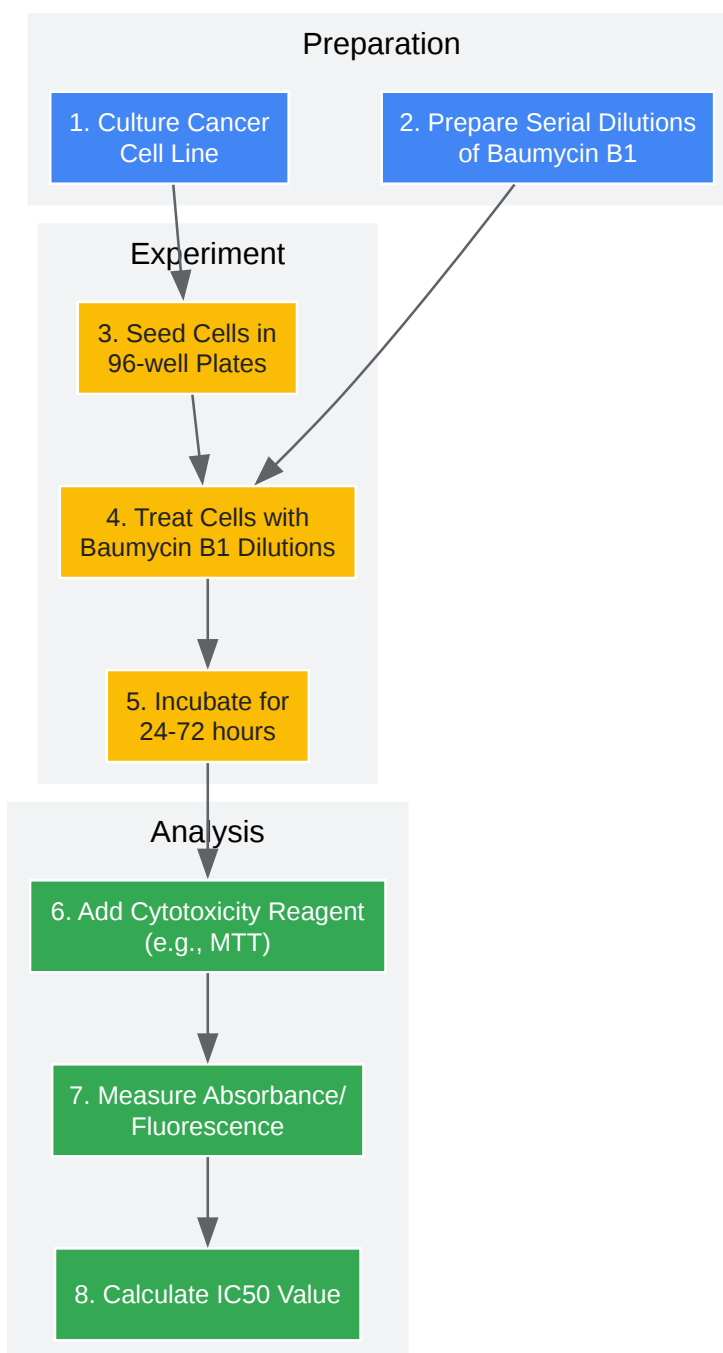 Preparation
1. Culture Cancer
Cell Line
2. Prepare Serial Dilutions
of Baumycin B1
Experiment
3. Seed Cells in
96-well Plates
4. Treat Cells with
Baumycin B1 Dilutions
5. Incubate for
24-72 hours
Analysis
6. Add Cytotoxicity Reagent
(e.g., MTT)
7. Measure Absorbance/
Fluorescence
8. Calculate IC50 Value